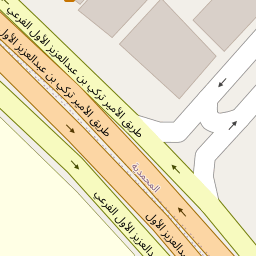 طريق الأمير تركي بن عبدالعزيز الأول الفرعي
طريق الأمير تركي بن عبدالعزيز الأول
المحمدية
عبدالعزيز الأول الفرعي
عبدالعزيز الأول